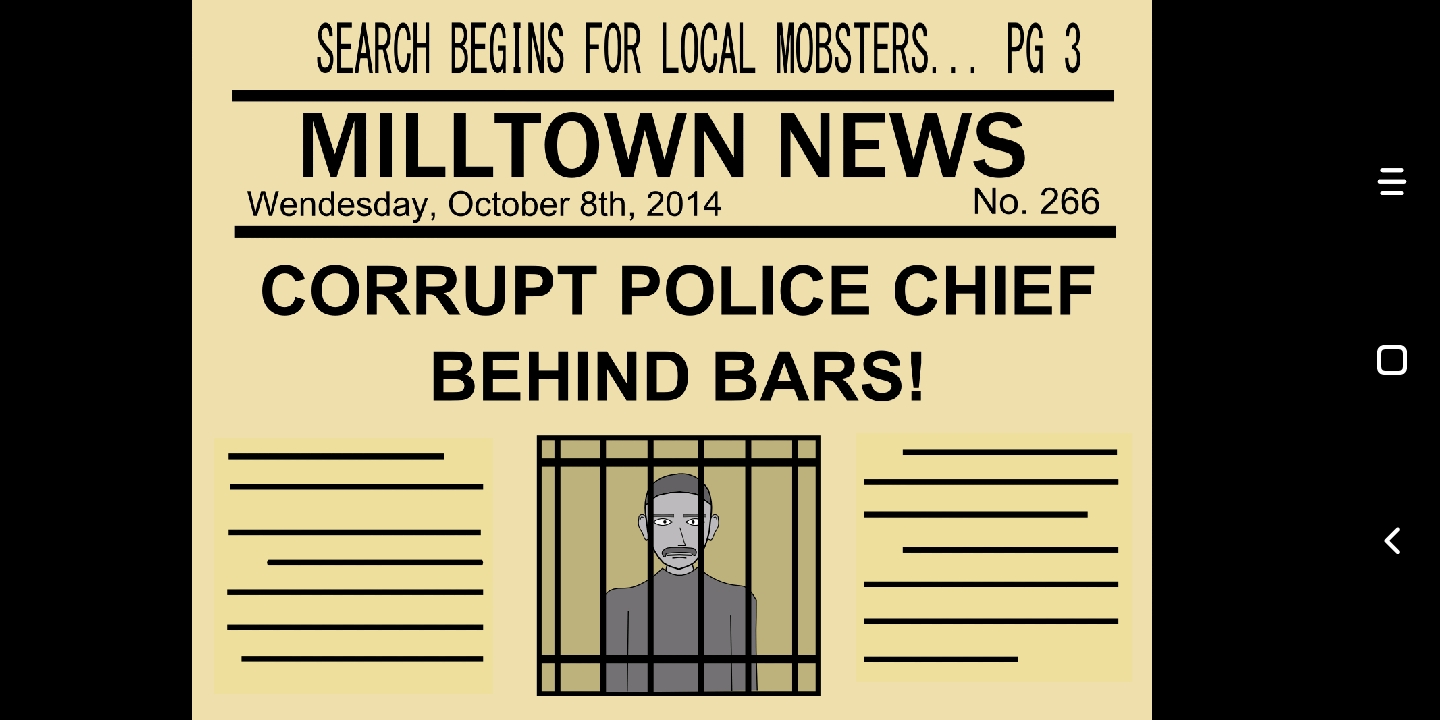 SEARCH BEGINS FOR LOCAL MOBSTERS... PG 3
MILLTOWN NEWS
Wendesday, October 8th, 2014 No. 266
CORRUPT POLICE CHIEF
BEHIND BARS!